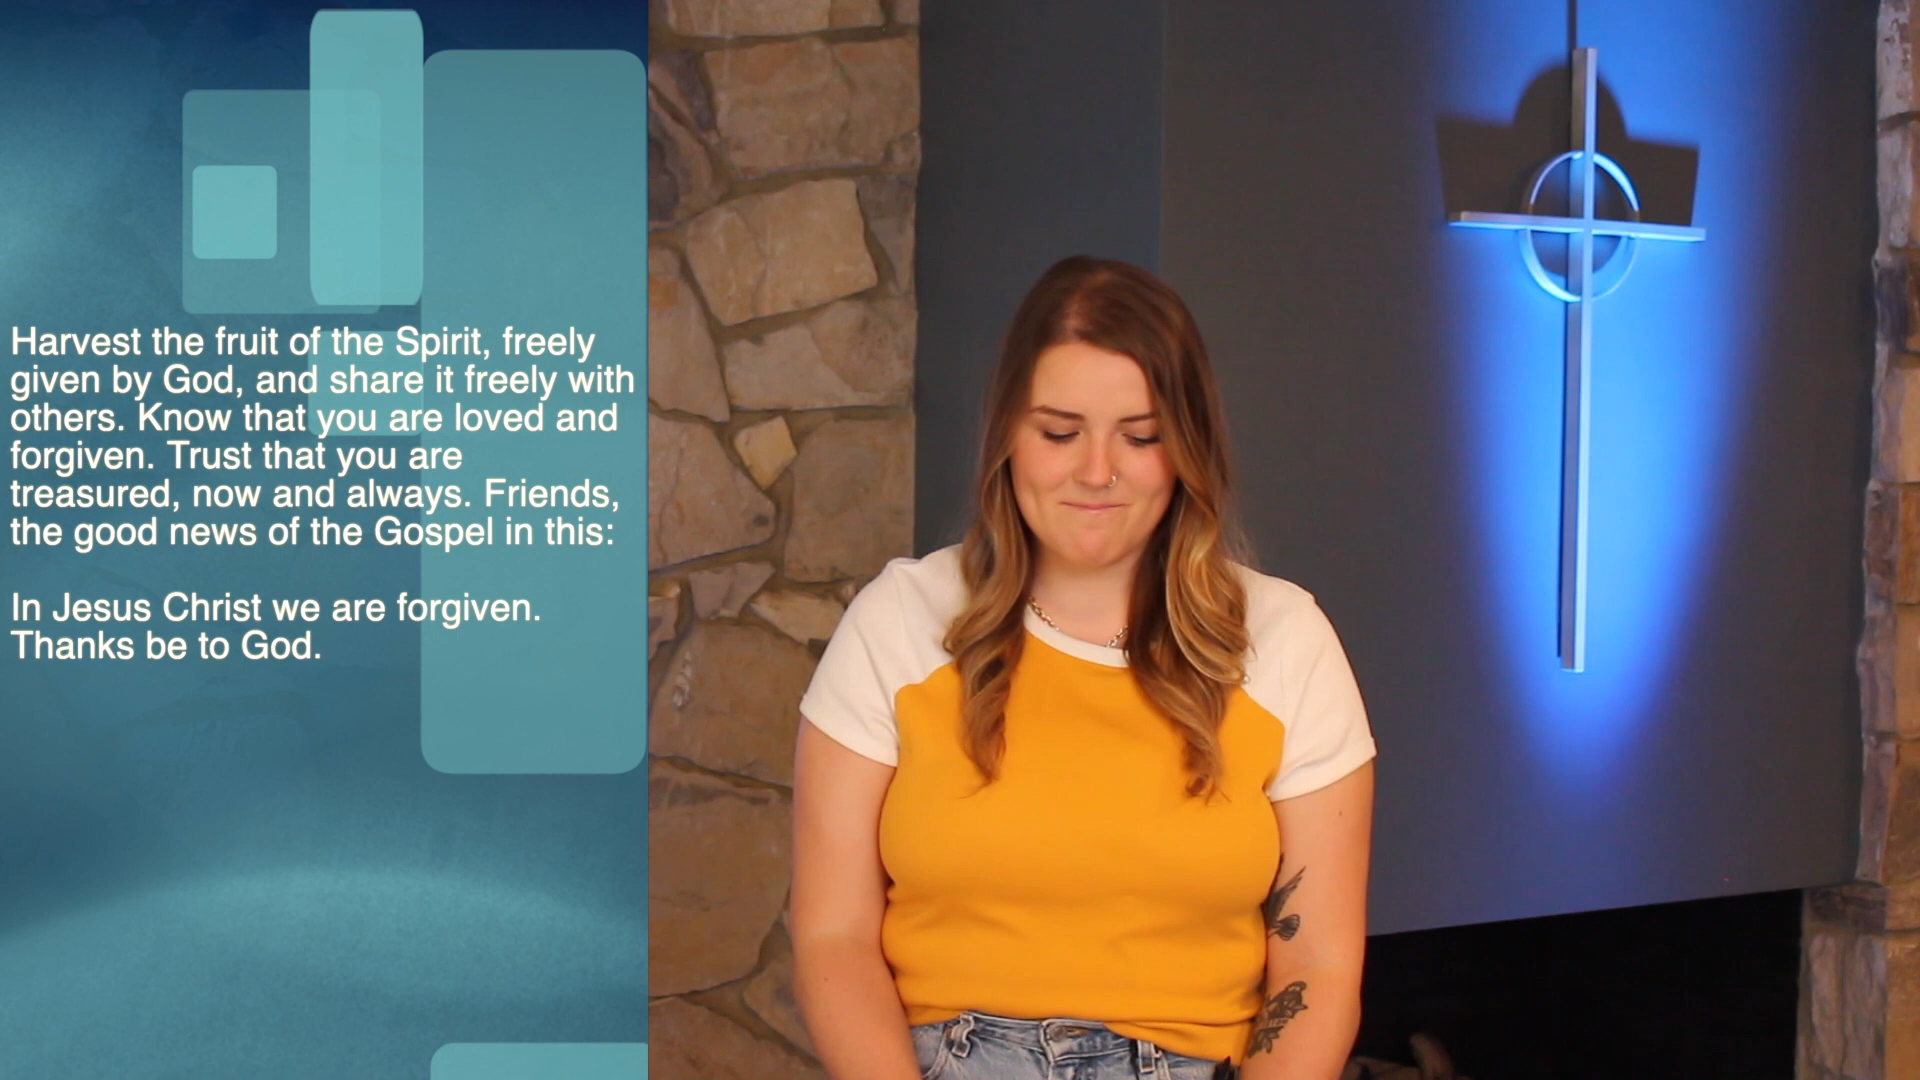 Harvest the fruit of the Spirit, freely
given by God, and share it freely with
others. Know that you are loved and
forgiven. Trust that you are
treasured, now and always. Friends,
the good news of the Gospel in this:
In Jesus Christ we are forgiven.
Thanks be to God.